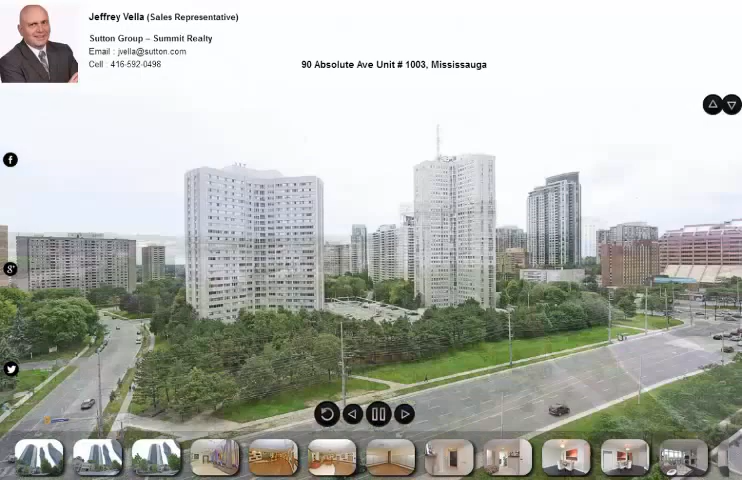 Jeffrey Vella (Sales Representative)
Sutton Group – Summit Realty
Email : jvella@sutton.com
Cell : 416-592-0498
90 Absolute Ave Unit # 1003, Mississauga
f
g+